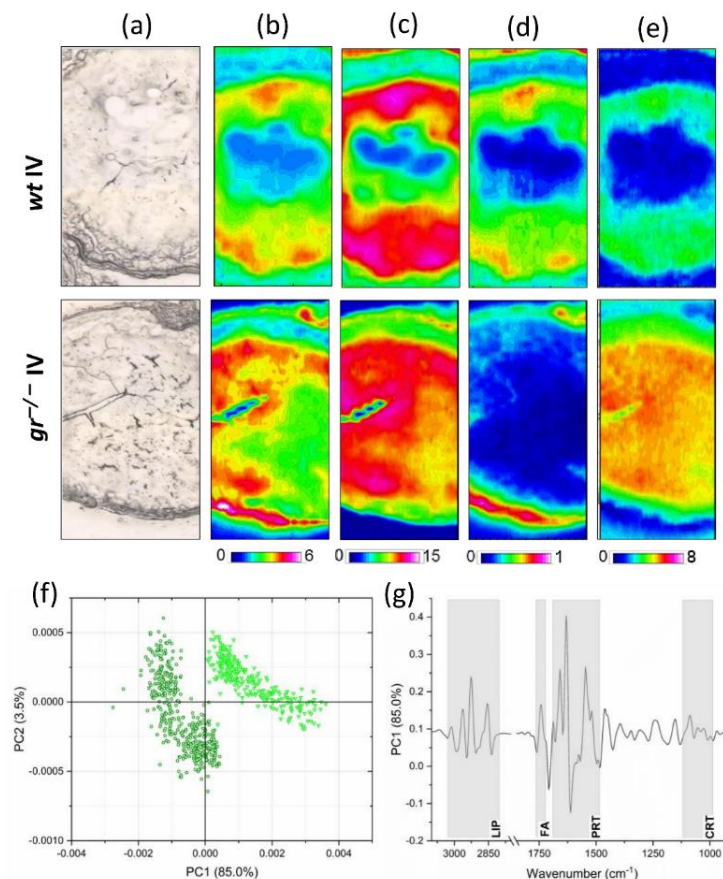 (a) (b) (c) (d) (e)
wt IV
gr⁻/⁻ IV
0 6 0 15 0 1 0 8
(f) (g)
0.0005
0.0000
-0.0005
-0.0010
PC2 (3.5%)
-0.004 -0.002 0.000 0.002 0.004
PC1 (85.0%)
0.4
0.3
0.2
0.1
0.0
-0.1
-0.2
PC1 (85.0%)
LIP FA PRT CRT
3000 2850 1750 1500 1250 1000
Wavenumber (cm⁻¹)